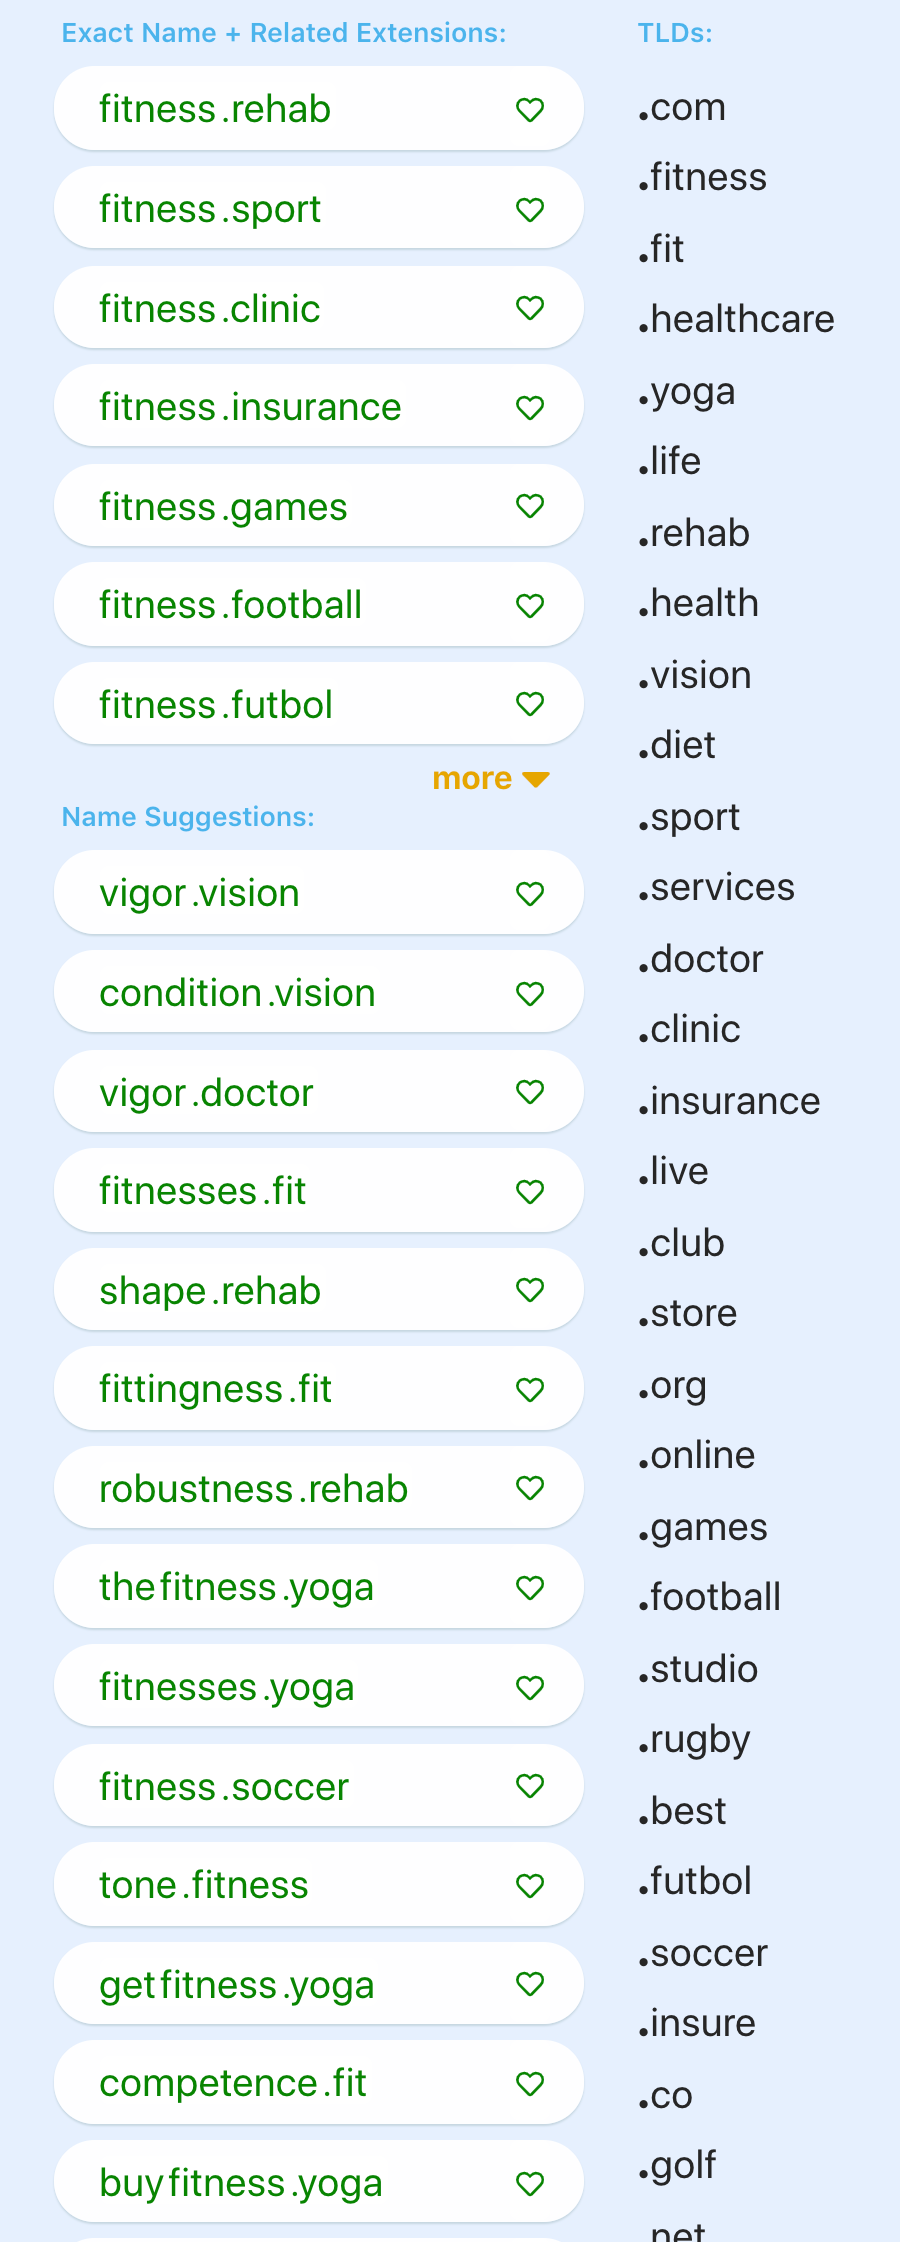 Exact Name + Related Extensions:
fitness.rehab
fitness.sport
fitness.clinic
fitness.insurance
fitness.games
fitness.football
fitness.futbol
more
Name Suggestions:
vigor.vision
condition.vision
vigor.doctor
fitnesses.fit
shape.rehab
fittingness.fit
robustness.rehab
thefitness.yoga
fitnesses.yoga
fitness.soccer
tone.fitness
getfitness.yoga
competence.fit
buyfitness.yoga
TLDs:
.com
.fitness
.fit
.healthcare
.yoga
.life
.rehab
.health
.vision
.diet
.sport
.services
.doctor
.clinic
.insurance
.live
.club
.store
.org
.online
.games
.football
.studio
.rugby
.best
.futbol
.soccer
.insure
.co
.golf
.net